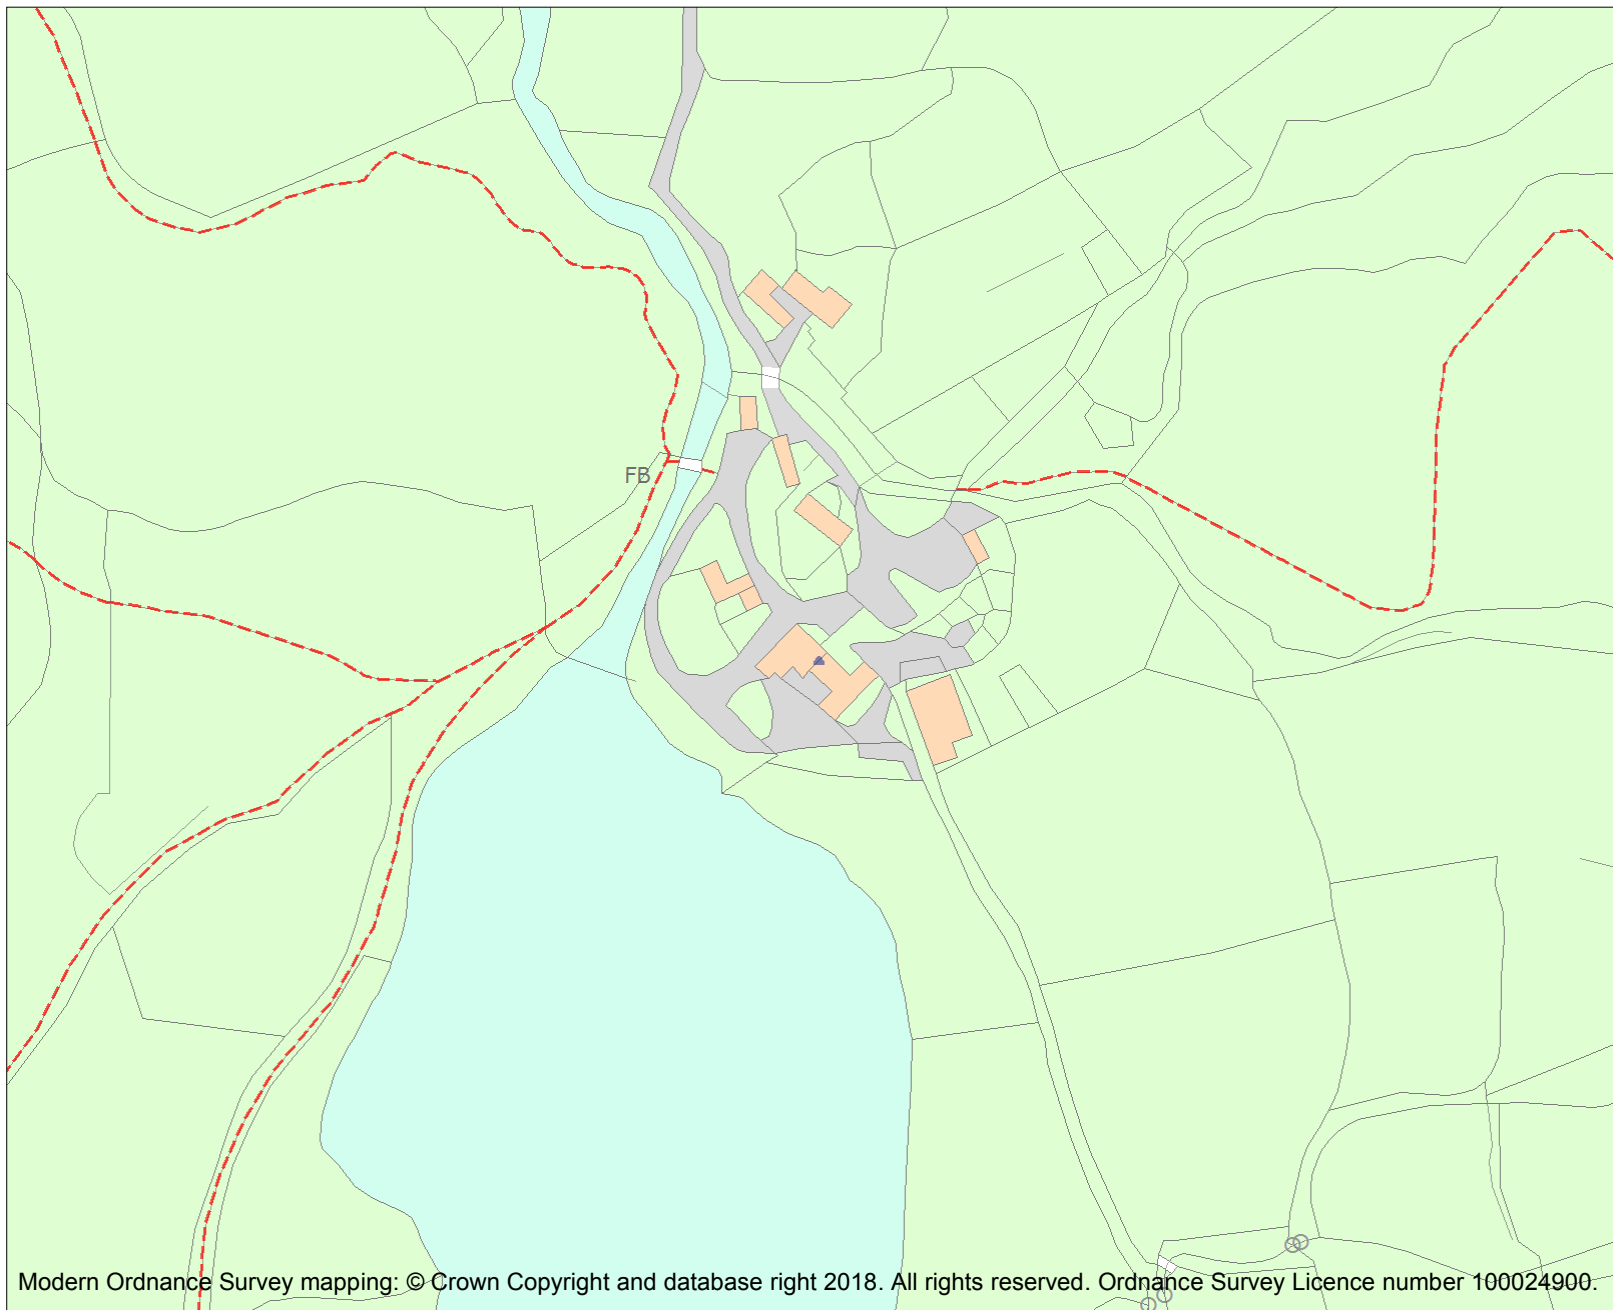 FB
Modern Ordnance Survey mapping: © Crown Copyright and database right 2018. All rights reserved. Ordnance Survey Licence number 100024900.